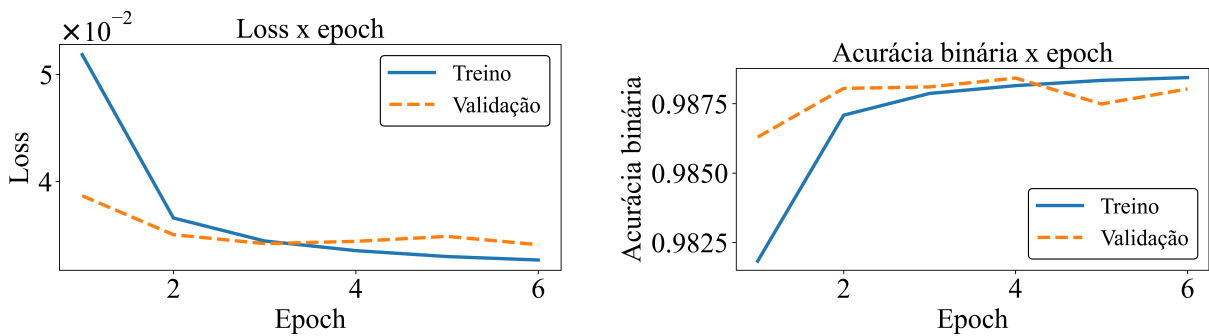 Loss x epoch
×10⁻²
5
4
Loss
Treino
Validação
2
4
6
Epoch
Acurácia binária x epoch
0.9875
0.9850
0.9825
Acurácia binária
Treino
Validação
2
4
6
Epoch